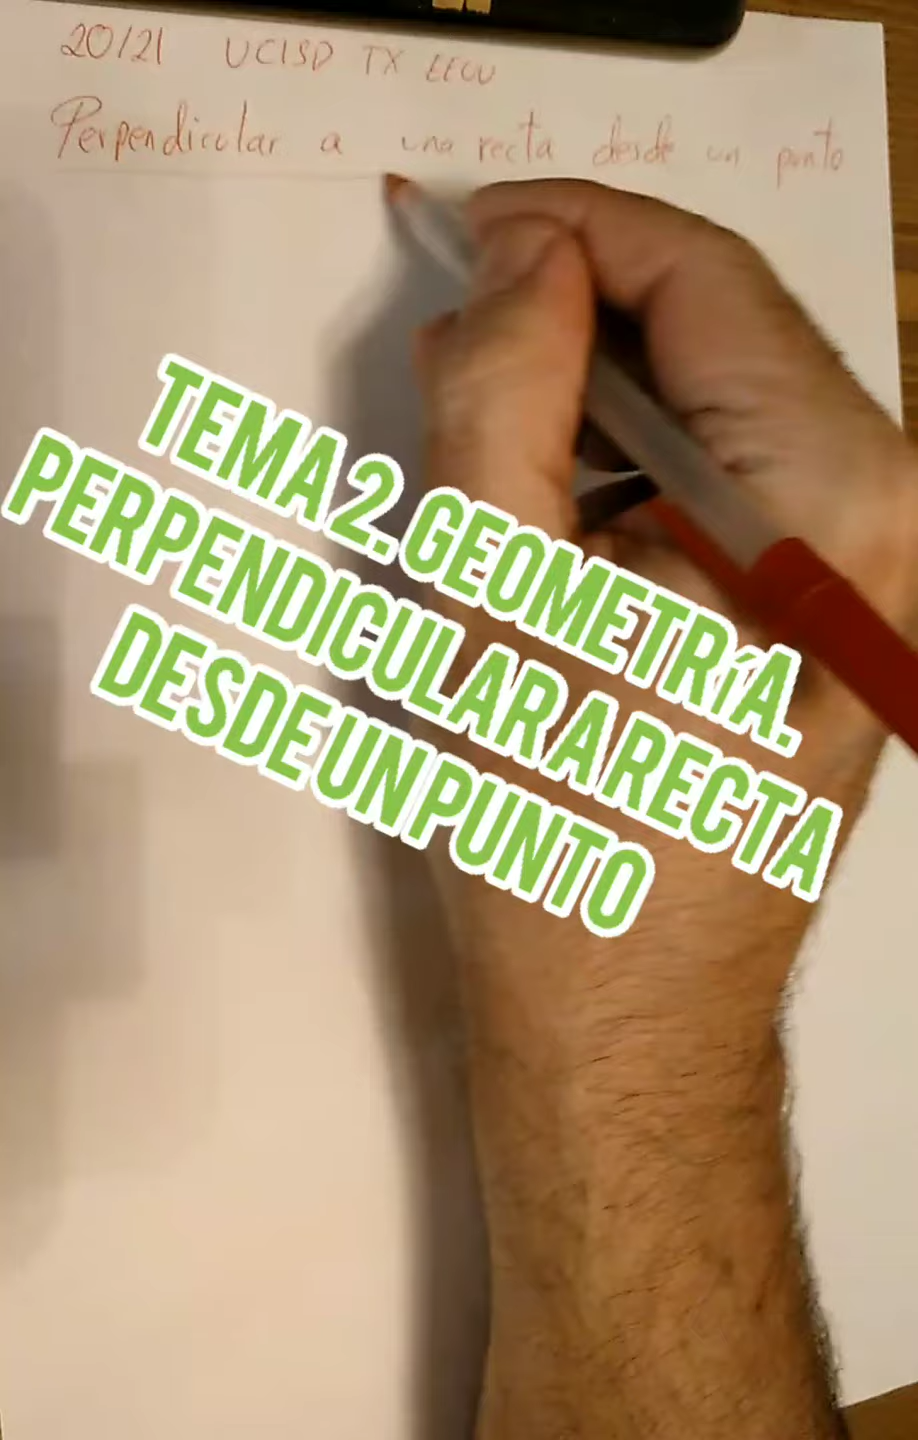 20/21 UCISD TX EEUU
Perpendicular a una recta desde un punto
TEMA 2. GEOMETRíA.
PERPENDICULAR A RECTA
DESDE UN PUNTO